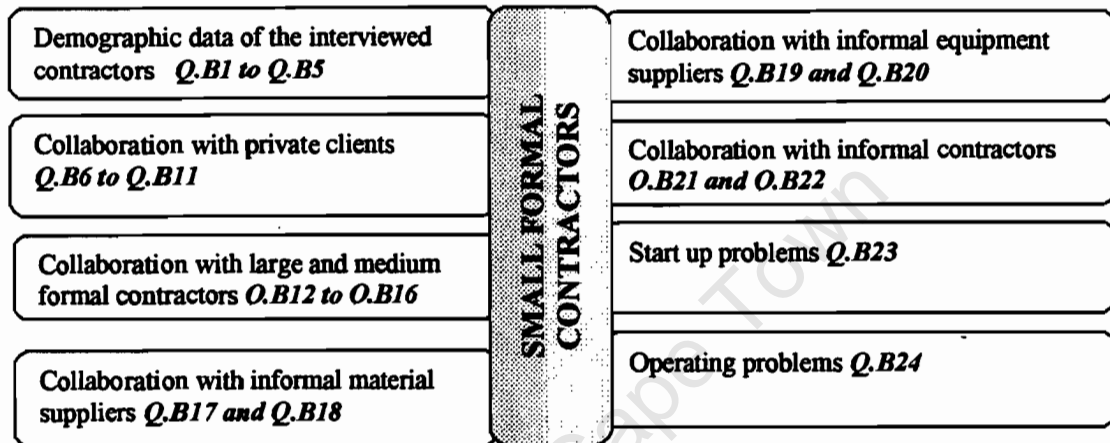 Demographic data of the interviewed
contractors Q.B1 to Q.B5
Collaboration with private clients
Q.B6 to Q.B11
Collaboration with large and medium
formal contractors O.B12 to O.B16
Collaboration with informal material
suppliers Q.B17 and Q.B18
SMALL FORMAL
CONTRACTORS
Collaboration with informal equipment
suppliers Q.B19 and Q.B20
Collaboration with informal contractors
O.B21 and O.B22
Start up problems Q.B23
Operating problems Q.B24
Cape Town